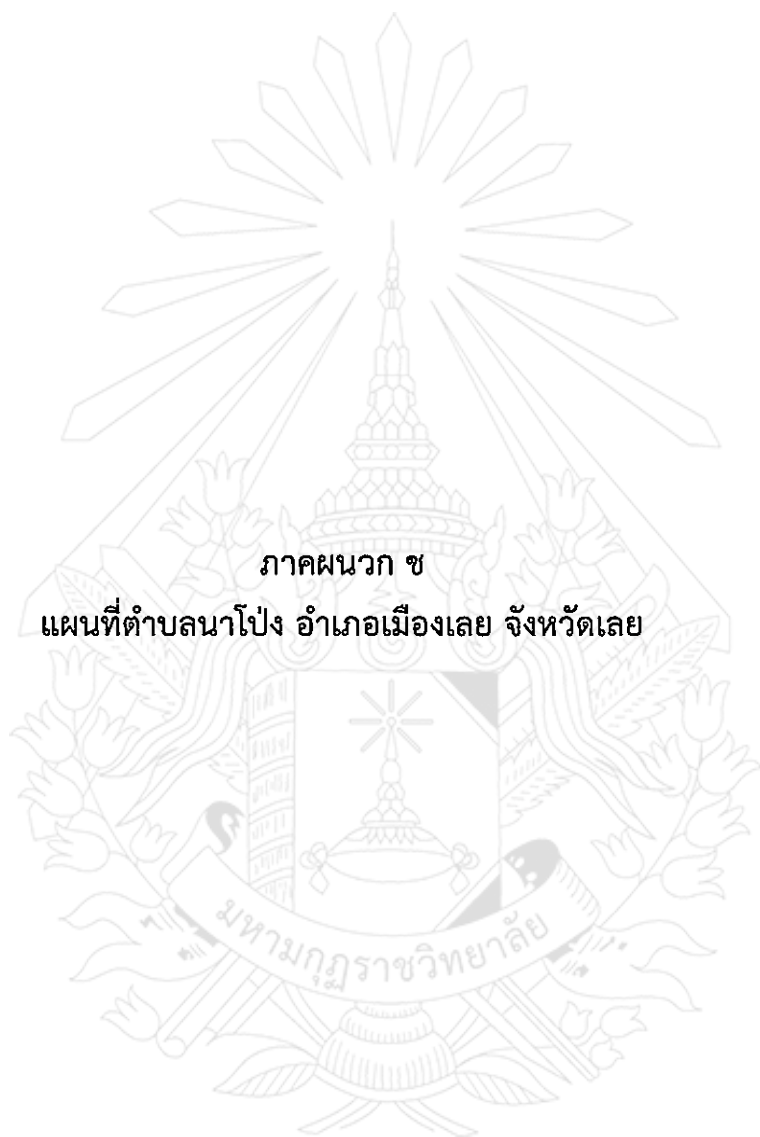 ภาคผนวก ช
แผนที่ตำบลนาโป่ง อำเภอเมืองเลย จังหวัดเลย
มหามกุฏราชวิทยาลัย